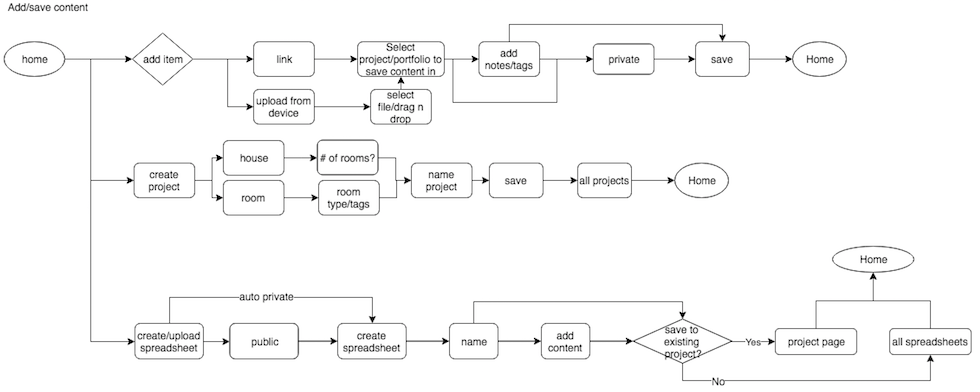 Add/save content
home
add item
link
Select
project/portfolio to
save content in
add
notes/tags
private
save
Home
upload from
device
select
file/drag n
drop
create
project
house
# of rooms?
room
room
type/tags
name
project
save
all projects
Home
Home
auto private
create/upload
spreadsheet
public
create
spreadsheet
name
add
content
save to
existing
project?
Yes
project page
all spreadsheets
No